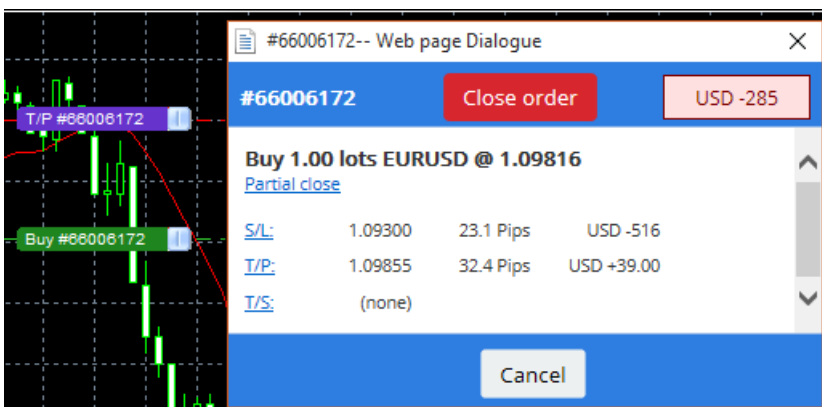 #66006172-- Web page Dialogue
#66006172 Close order USD -285
T/P #66006172
Buy 1.00 lots EURUSD @ 1.09816
Partial close
Buy #66006172
S/L: 1.09300 23.1 Pips USD -516
T/P: 1.09855 32.4 Pips USD +39.00
T/S: (none)
Cancel